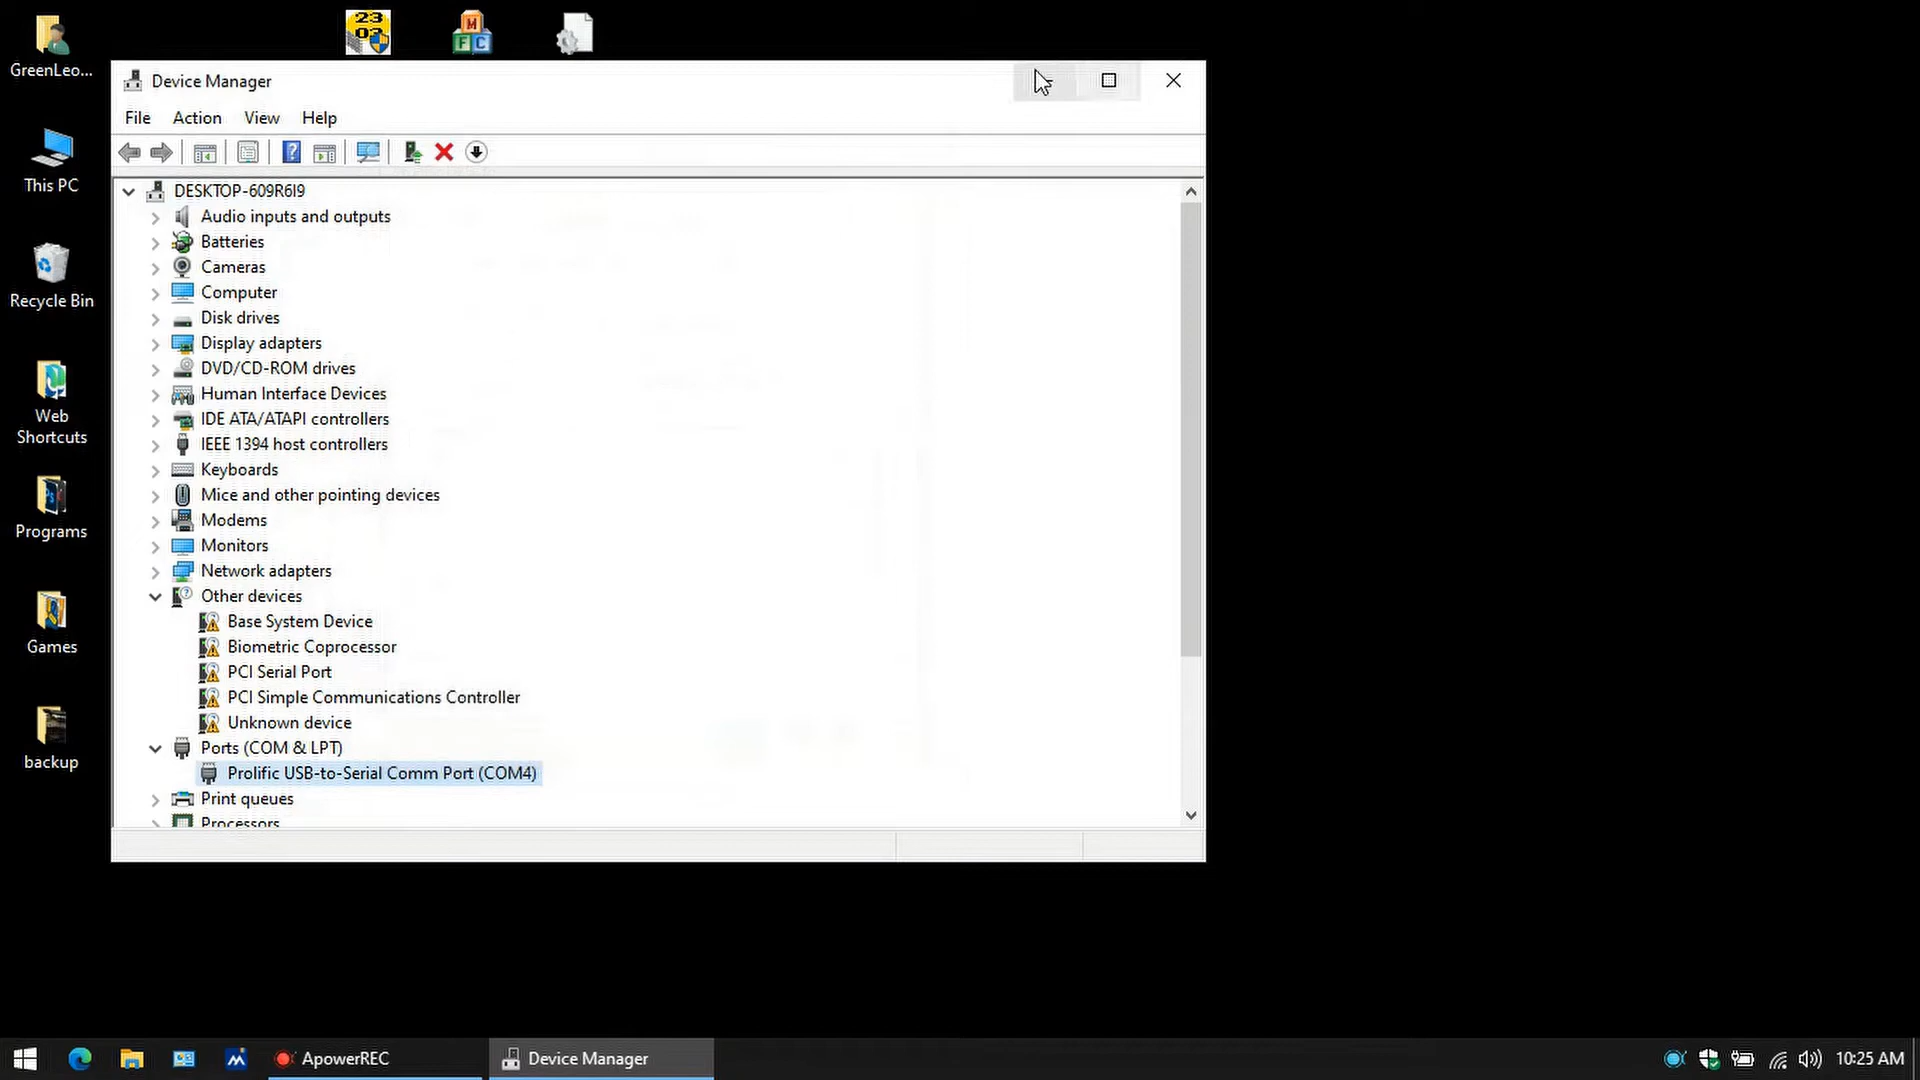 GreenLeo...
This PC
Recycle Bin
Web
Shortcuts
Programs
Games
backup
23
02
M
F C
Device Manager
File Action View Help
DESKTOP-609R6I9
Audio inputs and outputs
Batteries
Cameras
Computer
Disk drives
Display adapters
DVD/CD-ROM drives
Human Interface Devices
IDE ATA/ATAPI controllers
IEEE 1394 host controllers
Keyboards
Mice and other pointing devices
Modems
Monitors
Network adapters
Other devices
Base System Device
Biometric Coprocessor
PCI Serial Port
PCI Simple Communications Controller
Unknown device
Ports (COM & LPT)
Prolific USB-to-Serial Comm Port (COM4)
Print queues
Processors
ApowerREC
Device Manager
10:25 AM